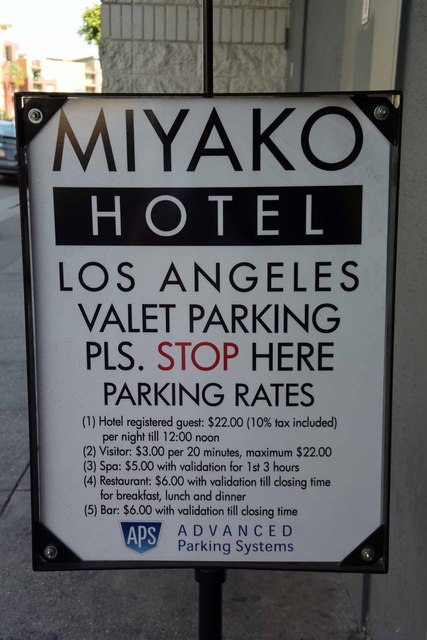 MIYAKO
HOTEL
LOS ANGELES
VALET PARKING
PLS. STOP HERE
PARKING RATES
(1) Hotel registered guest: $22.00 (10% tax included)
per night till 12:00 noon
(2) Visitor: $3.00 per 20 minutes, maximum $22.00
(3) Spa: $5.00 with validation for 1st 3 hours
(4) Restaurant: $6.00 with validation till closing time
for breakfast, lunch and dinner
(5) Bar: $6.00 with validation till closing time
APS ADVANCED
Parking Systems